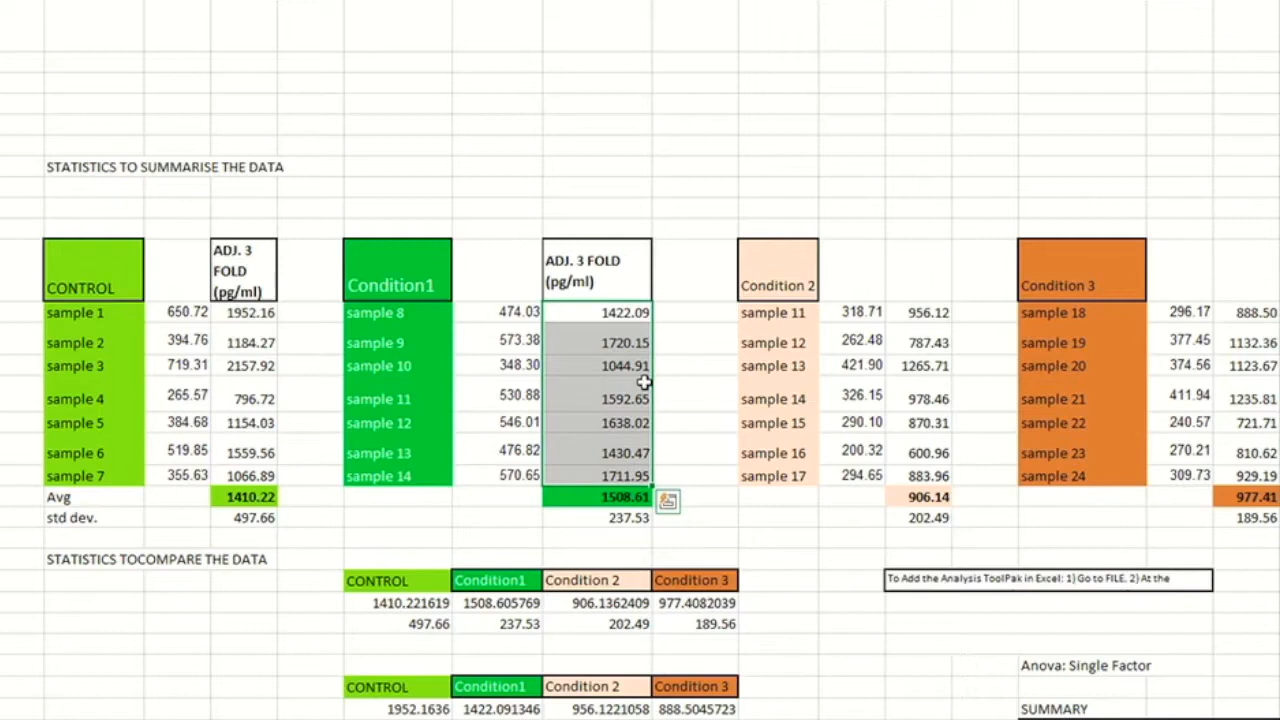 STATISTICS TO SUMMARISE THE DATA
CONTROL ADJ. 3 FOLD (pg/ml) Condition1 ADJ. 3 FOLD (pg/ml) Condition 2 Condition 3
sample 1 650.72 1952.16 sample 8 474.03 1422.09 sample 11 318.71 956.12 sample 18 296.17 888.50
sample 2 394.76 1184.27 sample 9 573.38 1720.15 sample 12 262.48 787.43 sample 19 377.45 1132.36
sample 3 719.31 2157.92 sample 10 348.30 1044.91 sample 13 421.90 1265.71 sample 20 374.56 1123.67
sample 4 265.57 796.72 sample 11 530.88 1592.65 sample 14 326.15 978.46 sample 21 411.94 1235.81
sample 5 384.68 1154.03 sample 12 546.01 1638.02 sample 15 290.10 870.31 sample 22 240.57 721.71
sample 6 519.85 1559.56 sample 13 476.82 1430.47 sample 16 200.32 600.96 sample 23 270.21 810.62
sample 7 355.63 1066.89 sample 14 570.65 1711.95 sample 17 294.65 883.96 sample 24 309.73 929.19
Avg 1410.22 1508.61 906.14 977.41
std dev. 497.66 237.53 202.49 189.56
STATISTICS TOCOMPARE THE DATA
CONTROL Condition1 Condition 2 Condition 3 To Add the Analysis ToolPak in Excel: 1) Go to FILE. 2) At the
1410.221619 1508.605769 906.1362409 977.4082039
497.66 237.53 202.49 189.56
Anova: Single Factor
CONTROL Condition1 Condition 2 Condition 3
1952.1636 1422.091346 956.1221058 888.5045723 SUMMARY